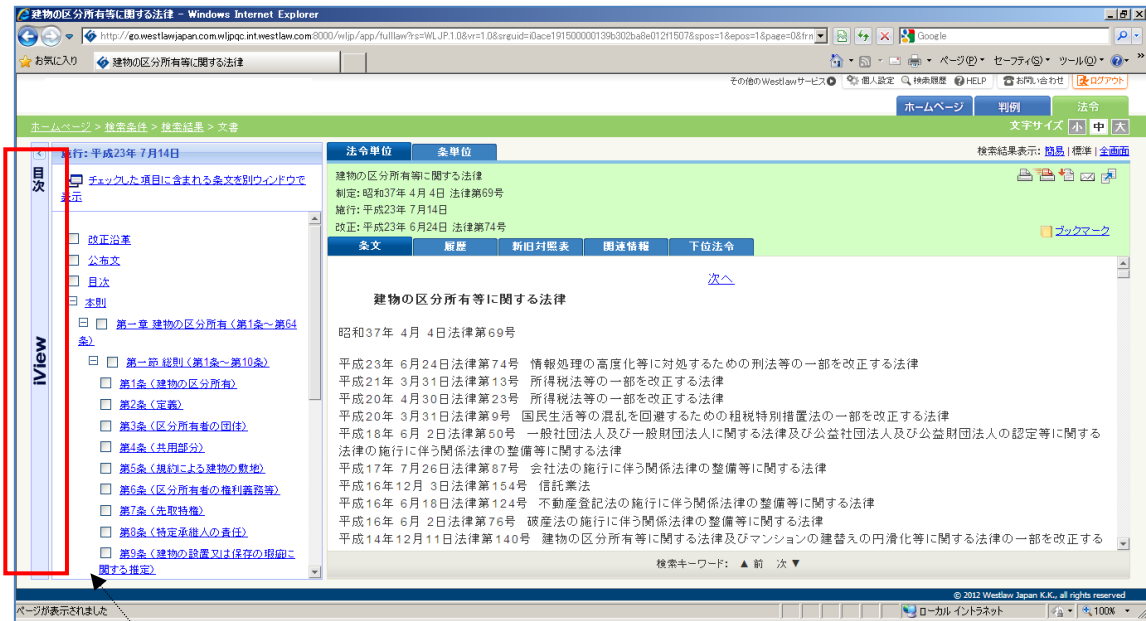 建物の区分所有等に関する法律 - Windows Internet Explorer
http://go.westlawjapan.com.wljpqc.int.westlaw.com:8000/wljp/app/fulllaw?rs=WLJP.1.0&vr=1.0&srguid=i0ace191500000139b302ba8e012f1507&spos=1&epos=1&page=0&frn
Google
お気に入り
建物の区分所有等に関する法律
ページ(P)
セーフティ(S)
ツール(O)
その他のWestlawサービス
個人設定
検索履歴
HELP
お問い合わせ
ログアウト
ホームページ
判例
法令
ホームページ > 検索条件 > 検索結果 > 文書
文字サイズ 小 中 大
目次
iView
施行: 平成23年 7月14日
チェックした項目に含まれる条文を別ウィンドウで
表示
改正沿革
公布文
目次
本則
第一章 建物の区分所有（第1条～第64
条）
第一節 総則（第1条～第10条）
第1条（建物の区分所有）
第2条（定義）
第3条（区分所有者の団体）
第4条（共用部分）
第5条（規約による建物の敷地）
第6条（区分所有者の権利義務等）
第7条（先取特権）
第8条（特定承継人の責任）
第9条（建物の設置又は保存の瑕疵に
関する推定）
法令単位
条単位
検索結果表示: 簡易 | 標準 | 全画面
建物の区分所有等に関する法律
制定: 昭和37年 4月 4日 法律第69号
施行: 平成23年 7月14日
改正: 平成23年 6月24日 法律第74号
ブックマーク
条文
履歴
新旧対照表
関連情報
下位法令
次へ
建物の区分所有等に関する法律
昭和37年 4月 4日法律第69号
平成23年 6月24日法律第74号 情報処理の高度化等に対処するための刑法等の一部を改正する法律
平成21年 3月31日法律第13号 所得税法等の一部を改正する法律
平成20年 4月30日法律第23号 所得税法等の一部を改正する法律
平成20年 3月31日法律第9号 国民生活等の混乱を回避するための租税特別措置法の一部を改正する法律
平成18年 6月 2日法律第50号 一般社団法人及び一般財団法人に関する法律及び公益社団法人及び公益財団法人の認定等に関する
法律の施行に伴う関係法律の整備等に関する法律
平成17年 7月26日法律第87号 会社法の施行に伴う関係法律の整備等に関する法律
平成16年12月 3日法律第154号 信託業法
平成16年 6月18日法律第124号 不動産登記法の施行に伴う関係法律の整備等に関する法律
平成16年 6月 2日法律第76号 破産法の施行に伴う関係法律の整備等に関する法律
平成14年12月11日法律第140号 建物の区分所有等に関する法律及びマンションの建替えの円滑化等に関する法律の一部を改正する
検索キーワード: ▲前 次▼
© 2012 Westlaw Japan K.K., all rights reserved
ページが表示されました
ローカル イントラネット
100%